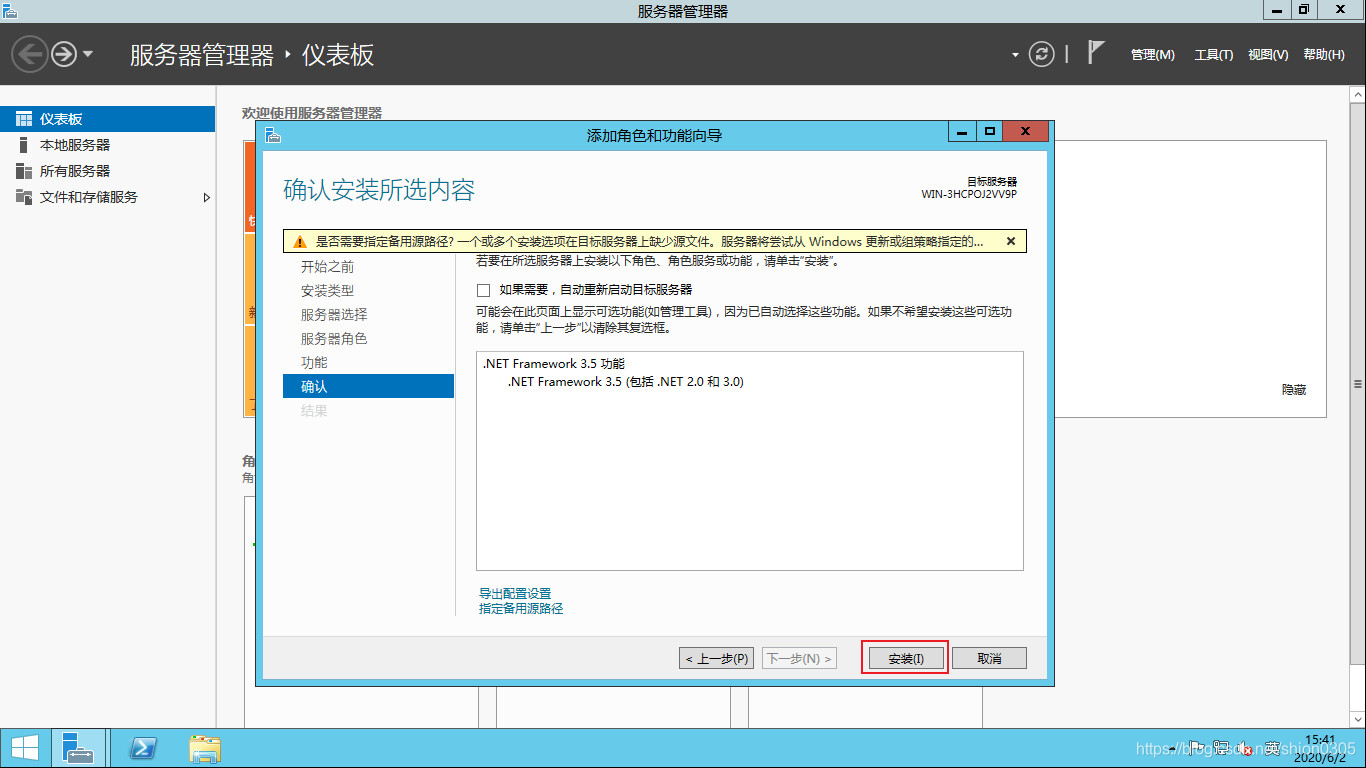 服务器管理器
服务器管理器 ‣ 仪表板
管理(M) 工具(T) 视图(V) 帮助(H)
仪表板
本地服务器
所有服务器
文件和存储服务
欢迎使用服务器管理器
添加角色和功能向导
确认安装所选内容
目标服务器
WIN-3HCPOJ2VV9P
是否需要指定备用源路径? 一个或多个安装选项在目标服务器上缺少源文件。服务器将尝试从 Windows 更新或组策略指定的...
开始之前
安装类型
服务器选择
服务器角色
功能
确认
结果
若要在所选服务器上安装以下角色、角色服务或功能，请单击“安装”。
如果需要，自动重新启动目标服务器
可能会在此页面上显示可选功能(如管理工具)，因为已自动选择这些功能。如果不希望安装这些可选功
能，请单击“上一步”以清除其复选框。
.NET Framework 3.5 功能
.NET Framework 3.5 (包括 .NET 2.0 和 3.0)
导出配置设置
指定备用源路径
< 上一步(P) 下一步(N) > 安装(I) 取消
隐藏
角
角
英
15:41
2020/6/2